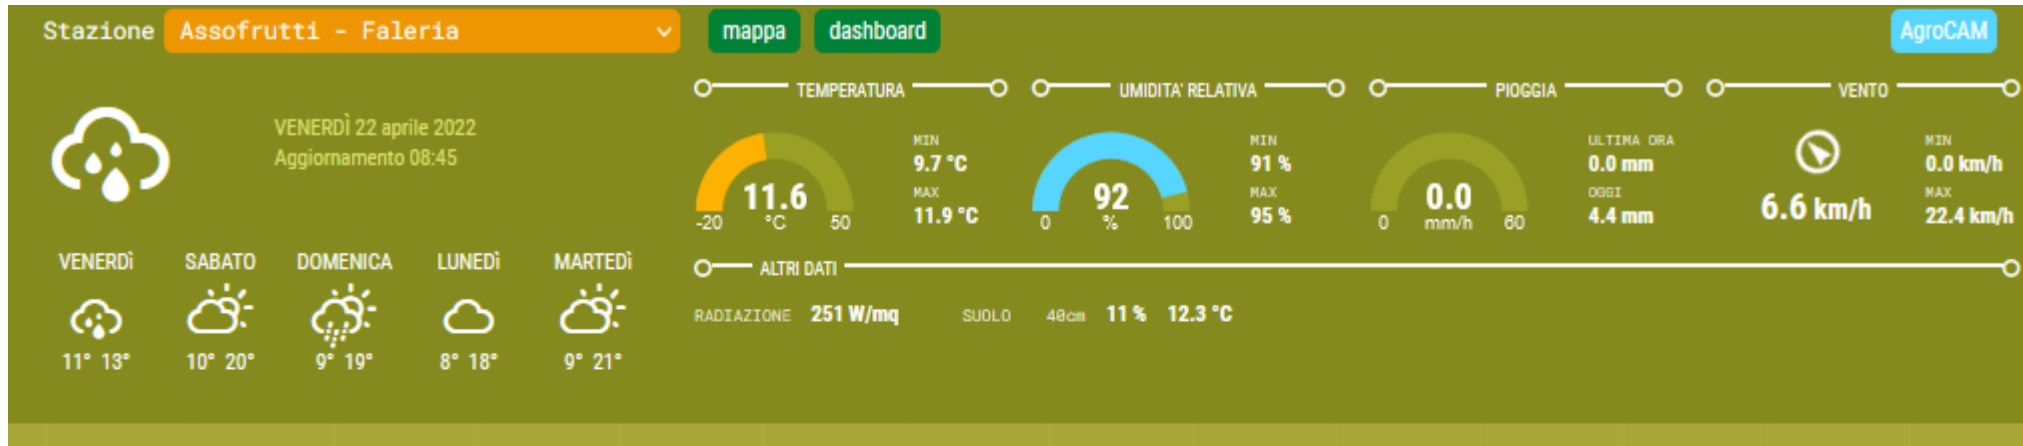 Stazione Assofrutti - Faleria mappa dashboard AgroCAM
VENERDÌ 22 aprile 2022
Aggiornamento 08:45
VENERDì SABATO DOMENICA LUNEDì MARTEDì
11° 13° 10° 20° 9° 19° 8° 18° 9° 21°
TEMPERATURA
11.6
°C
-20 50
MIN
9.7 °C
MAX
11.9 °C
UMIDITA' RELATIVA
92
%
0 100
MIN
91 %
MAX
95 %
PIOGGIA
0.0
mm/h
0 60
ULTIMA ORA
0.0 mm
OGGI
4.4 mm
VENTO
6.6 km/h
MIN
0.0 km/h
MAX
22.4 km/h
ALTRI DATI
RADIAZIONE 251 W/mq SUOLO 40cm 11 % 12.3 °C